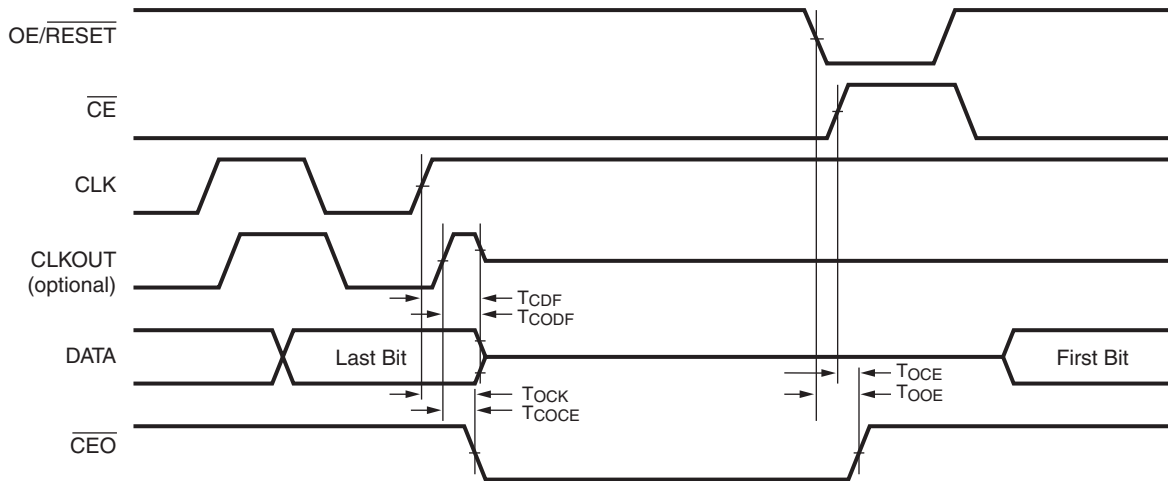 OE/RESET
CE
CLK
CLKOUT
(optional)
TCDF
TCODF
DATA
Last Bit
First Bit
TOCE
TOOE
TOCK
TCOCE
CEO